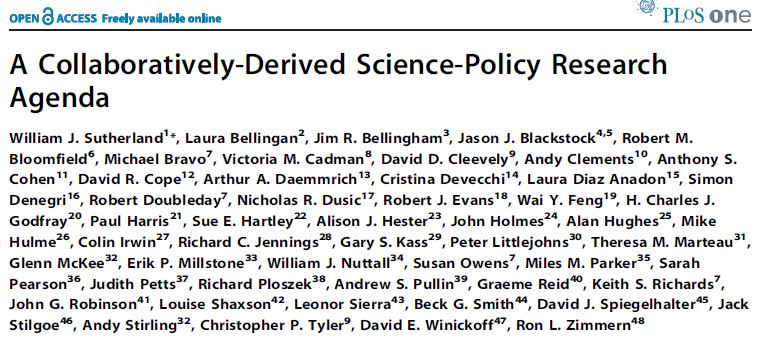 OPEN ACCESS Freely available online
PLoS one
A Collaboratively-Derived Science-Policy Research
Agenda
William J. Sutherland1*, Laura Bellingan2, Jim R. Bellingham3, Jason J. Blackstock4,5, Robert M.
Bloomfield6, Michael Bravo7, Victoria M. Cadman8, David D. Cleevely9, Andy Clements10, Anthony S.
Cohen11, David R. Cope12, Arthur A. Daemmrich13, Cristina Devecchi14, Laura Diaz Anadon15, Simon
Denegri16, Robert Doubleday7, Nicholas R. Dusic17, Robert J. Evans18, Wai Y. Feng19, H. Charles J.
Godfray20, Paul Harris21, Sue E. Hartley22, Alison J. Hester23, John Holmes24, Alan Hughes25, Mike
Hulme26, Colin Irwin27, Richard C. Jennings28, Gary S. Kass29, Peter Littlejohns30, Theresa M. Marteau31,
Glenn McKee32, Erik P. Millstone33, William J. Nuttall34, Susan Owens7, Miles M. Parker35, Sarah
Pearson36, Judith Petts37, Richard Ploszek38, Andrew S. Pullin39, Graeme Reid40, Keith S. Richards7,
John G. Robinson41, Louise Shaxson42, Leonor Sierra43, Beck G. Smith44, David J. Spiegelhalter45, Jack
Stilgoe46, Andy Stirling32, Christopher P. Tyler9, David E. Winickoff47, Ron L. Zimmern48